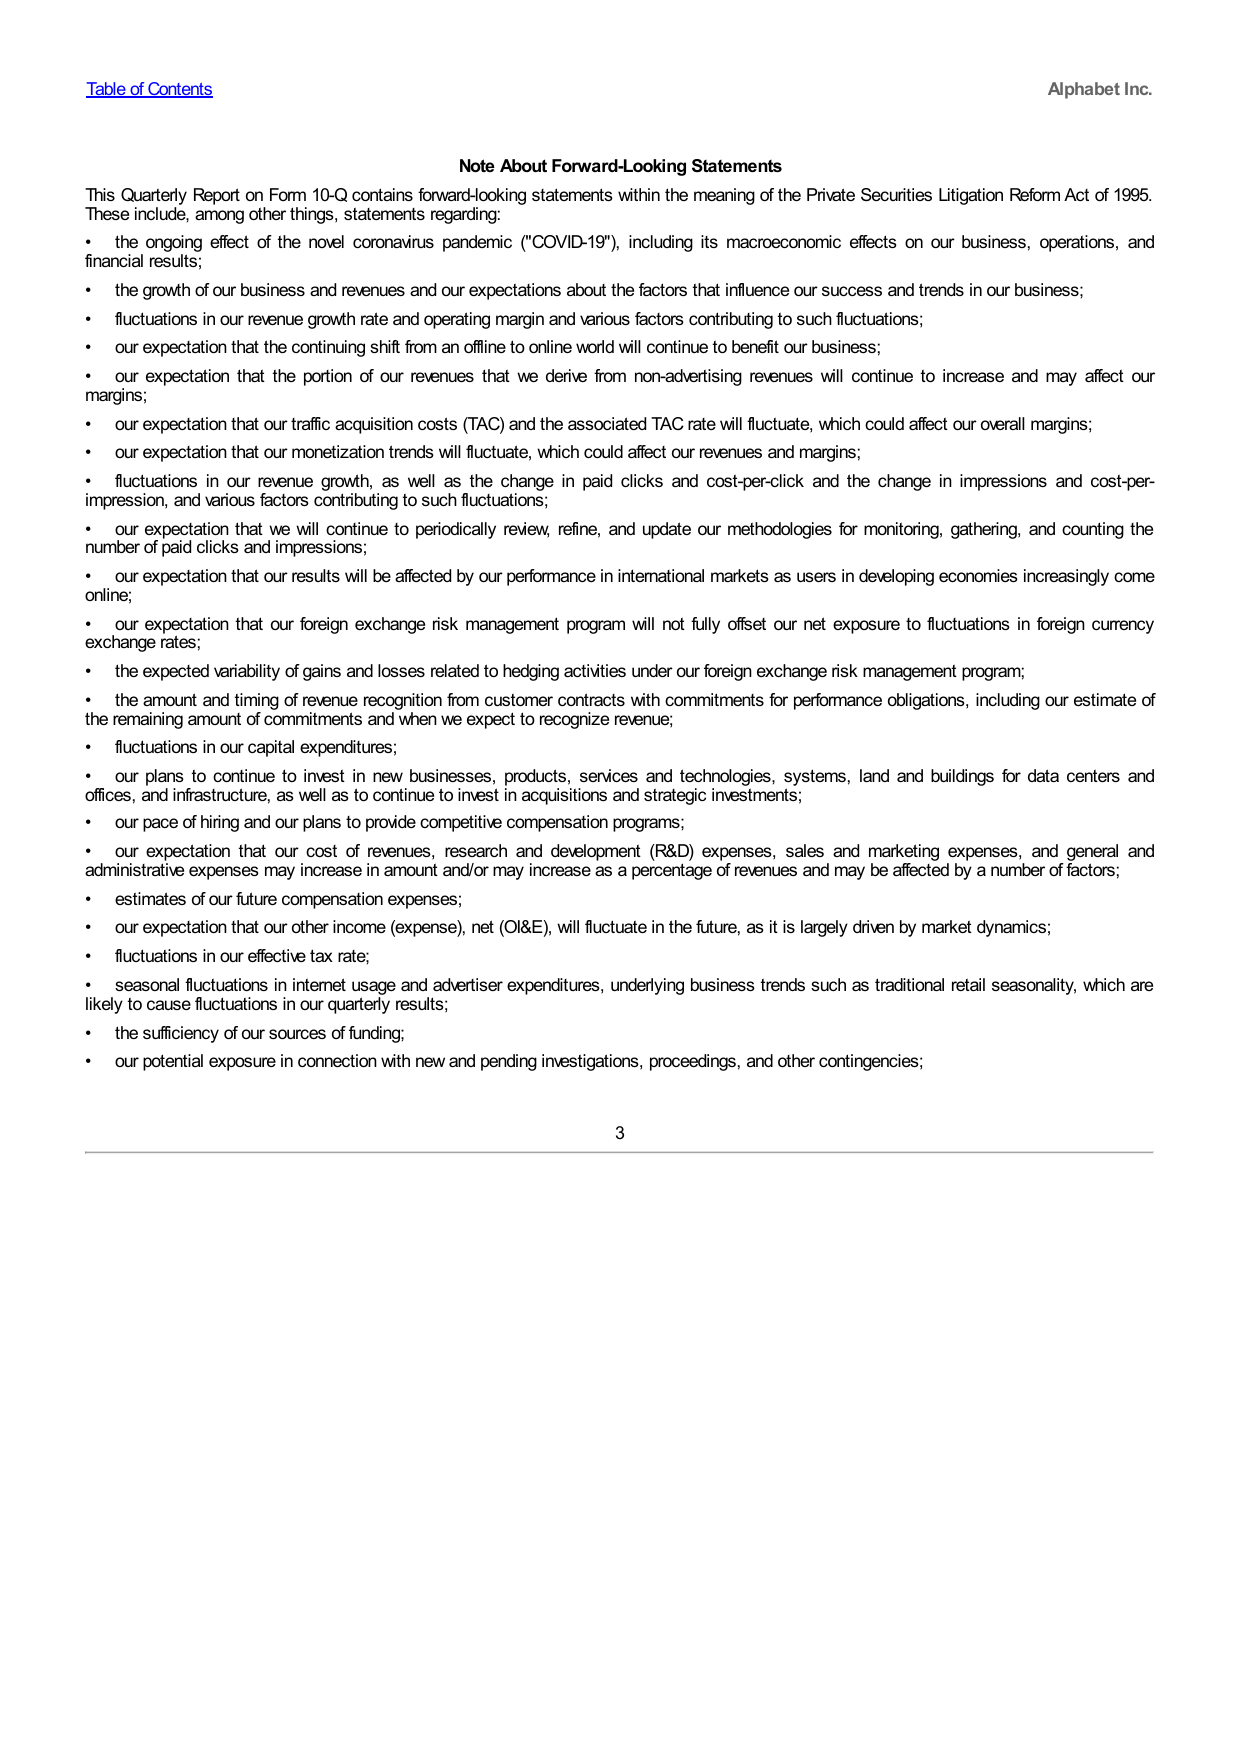 Table of Contents
Alphabet Inc.
Note About Forward-Looking Statements
This Quarterly Report on Form 10-Q contains forward-looking statements within the meaning of the Private Securities Litigation Reform Act of 1995.
These include, among other things, statements regarding:
• the ongoing effect of the novel coronavirus pandemic ("COVID-19"), including its macroeconomic effects on our business, operations, and
financial results;
• the growth of our business and revenues and our expectations about the factors that influence our success and trends in our business;
• fluctuations in our revenue growth rate and operating margin and various factors contributing to such fluctuations;
• our expectation that the continuing shift from an offline to online world will continue to benefit our business;
• our expectation that the portion of our revenues that we derive from non-advertising revenues will continue to increase and may affect our
margins;
• our expectation that our traffic acquisition costs (TAC) and the associated TAC rate will fluctuate, which could affect our overall margins;
• our expectation that our monetization trends will fluctuate, which could affect our revenues and margins;
• fluctuations in our revenue growth, as well as the change in paid clicks and cost-per-click and the change in impressions and cost-per-
impression, and various factors contributing to such fluctuations;
• our expectation that we will continue to periodically review, refine, and update our methodologies for monitoring, gathering, and counting the
number of paid clicks and impressions;
• our expectation that our results will be affected by our performance in international markets as users in developing economies increasingly come
online;
• our expectation that our foreign exchange risk management program will not fully offset our net exposure to fluctuations in foreign currency
exchange rates;
• the expected variability of gains and losses related to hedging activities under our foreign exchange risk management program;
• the amount and timing of revenue recognition from customer contracts with commitments for performance obligations, including our estimate of
the remaining amount of commitments and when we expect to recognize revenue;
• fluctuations in our capital expenditures;
• our plans to continue to invest in new businesses, products, services and technologies, systems, land and buildings for data centers and
offices, and infrastructure, as well as to continue to invest in acquisitions and strategic investments;
• our pace of hiring and our plans to provide competitive compensation programs;
• our expectation that our cost of revenues, research and development (R&D) expenses, sales and marketing expenses, and general and
administrative expenses may increase in amount and/or may increase as a percentage of revenues and may be affected by a number of factors;
• estimates of our future compensation expenses;
• our expectation that our other income (expense), net (OI&E), will fluctuate in the future, as it is largely driven by market dynamics;
• fluctuations in our effective tax rate;
• seasonal fluctuations in internet usage and advertiser expenditures, underlying business trends such as traditional retail seasonality, which are
likely to cause fluctuations in our quarterly results;
• the sufficiency of our sources of funding;
• our potential exposure in connection with new and pending investigations, proceedings, and other contingencies;
3